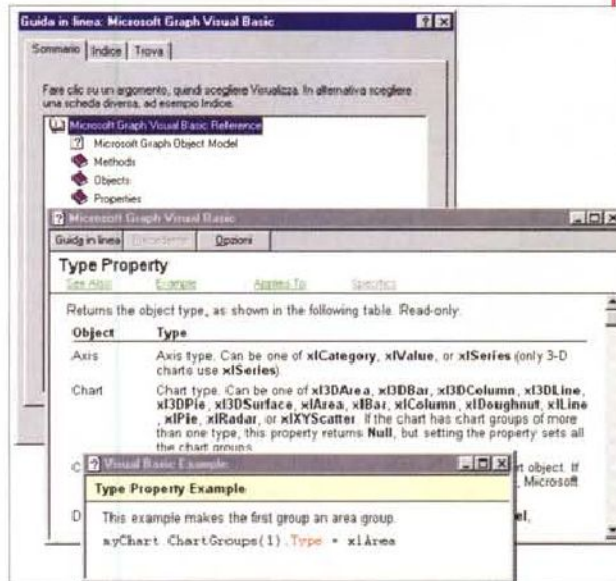 Guida in linea: Microsoft Graph Visual Basic
Sommario Indice Trova
Fare clic su un argomento, quindi scegliere Visualizza. In alternativa scegliere
una scheda diversa, ad esempio Indice.
Microsoft Graph Visual Basic Reference
Microsoft Graph Object Model
Methods
Objects
Properties
Microsoft Graph Visual Basic
Guida in linea Precedente Opzioni
Type Property
See Also Example Applies To Specifics
Returns the object type, as shown in the following table. Read-only.
Object Type
Axis Axis type. Can be one of xlCategory, xlValue, or xlSeries (only 3-D
charts use xlSeries).
Chart Chart type. Can be one of xl3DArea, xl3DBar, xl3DColumn, xl3DLine,
xl3DPie, xl3DSurface, xlArea, xlBar, xlColumn, xlDoughnut, xlLine
, xlPie, xlRadar, or xlXYScatter. If the chart has chart groups of more
than one type, this property returns Null, but setting the property sets all
the chart groups.
C object. If
, Microsoft
D el,
Visual Basic Example
Type Property Example
This example makes the first group an area group.
myChart.ChartGroups(1).Type = xlArea